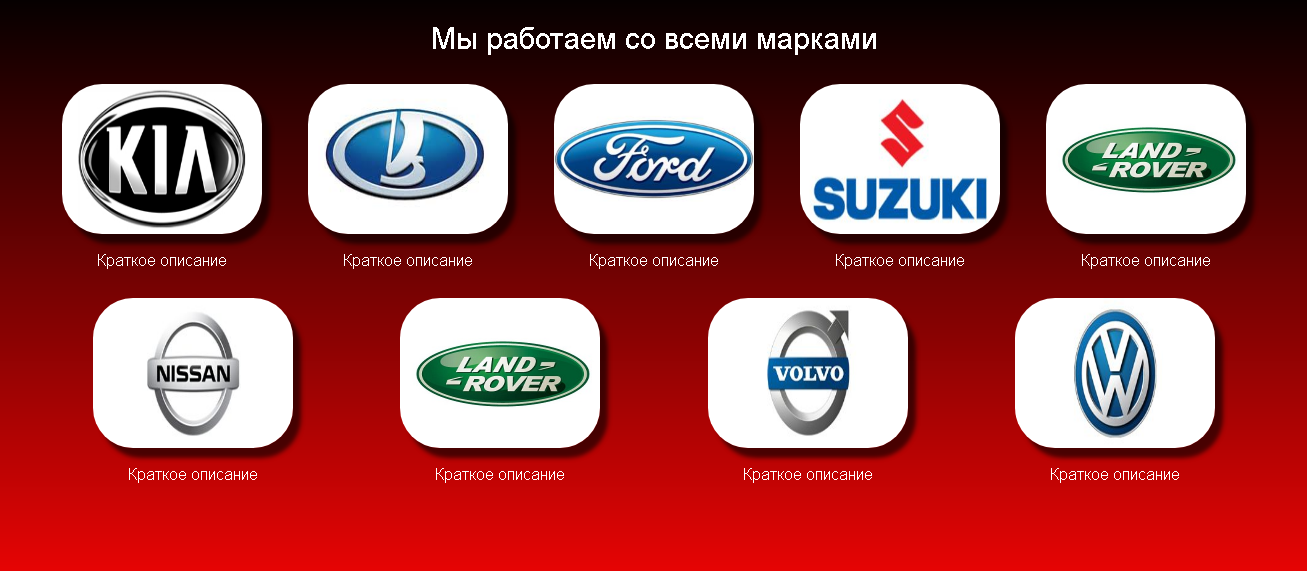 Мы работаем со всеми марками
KIA
Ford
SUZUKI
LAND-
-ROVER
Краткое описание
Краткое описание
Краткое описание
Краткое описание
Краткое описание
NISSAN
LAND-
-ROVER
VOLVO
VW
Краткое описание
Краткое описание
Краткое описание
Краткое описание